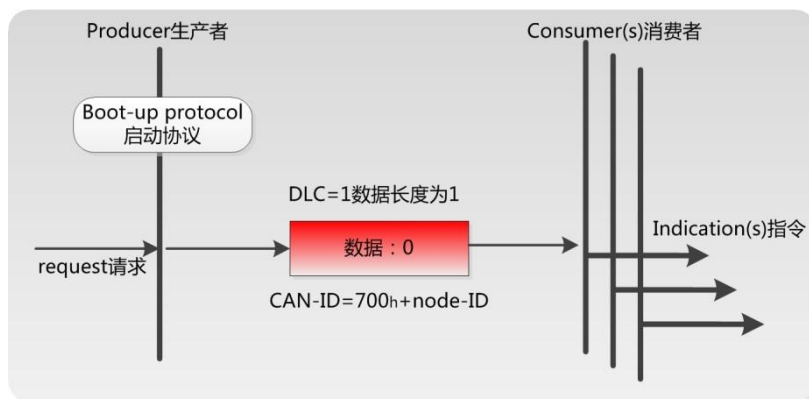 Producer生产者
Consumer(s)消费者
Boot-up protocol
启动协议
DLC=1数据长度为1
数据：0
Indication(s)指令
request请求
CAN-ID=700h+node-ID